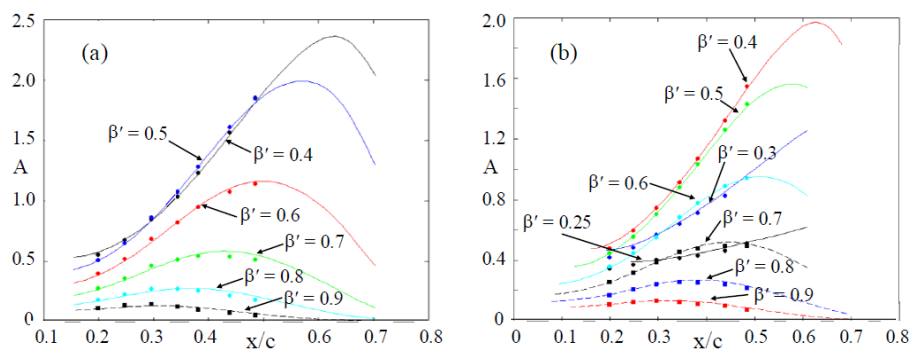 2.5
(a)
2.0
1.5
β′ = 0.5
β′ = 0.4
A
1.0
β′ = 0.6
0.5
β′ = 0.7
β′ = 0.8
β′ = 0.9
0
0.1 0.2 0.3 0.4 0.5 0.6 0.7 0.8
x/c
2.0
(b)
β′ = 0.4
1.6
β′ = 0.5
1.2
β′ = 0.3
A
β′ = 0.6
0.8
β′ = 0.7
β′ = 0.25
0.4
β′ = 0.8
β′ = 0.9
0
0 0.1 0.2 0.3 0.4 0.5 0.6 0.7 0.8
x/c